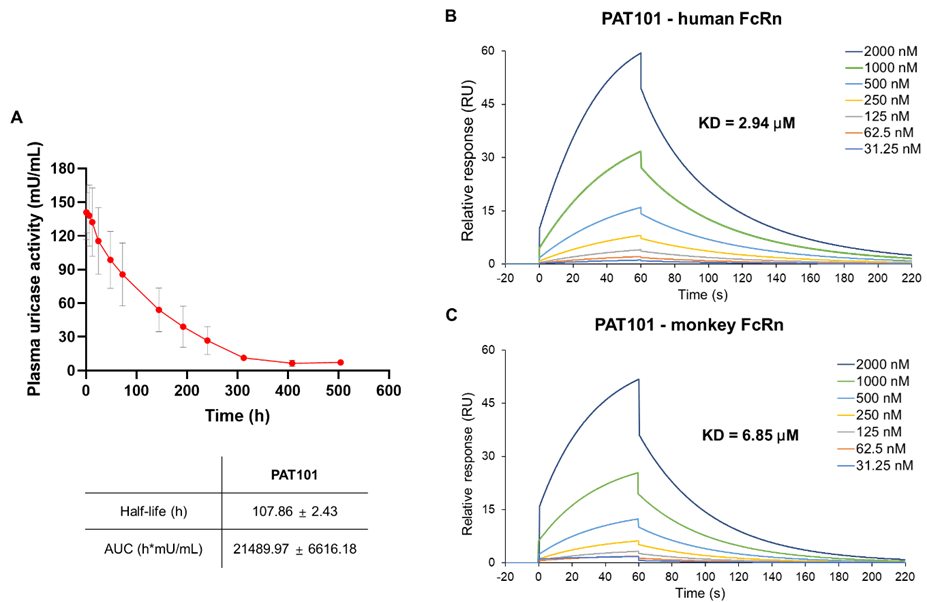 A
Plasma uricase activity (mU/mL)
180
150
120
90
60
30
0
0 100 200 300 400 500 600
Time (h)
PAT101
Half-life (h) 107.86 ± 2.43
AUC (h*mU/mL) 21489.97 ± 6616.18
B
PAT101 - human FcRn
Relative response (RU)
60
45
30
15
0
-20 0 20 40 60 80 100 120 140 160 180 200 220
Time (s)
KD = 2.94 μM
2000 nM
1000 nM
500 nM
250 nM
125 nM
62.5 nM
31.25 nM
C
PAT101 - monkey FcRn
Relative response (RU)
60
45
30
15
0
-20 0 20 40 60 80 100 120 140 160 180 200 220
Time (s)
KD = 6.85 μM
2000 nM
1000 nM
500 nM
250 nM
125 nM
62.5 nM
31.25 nM